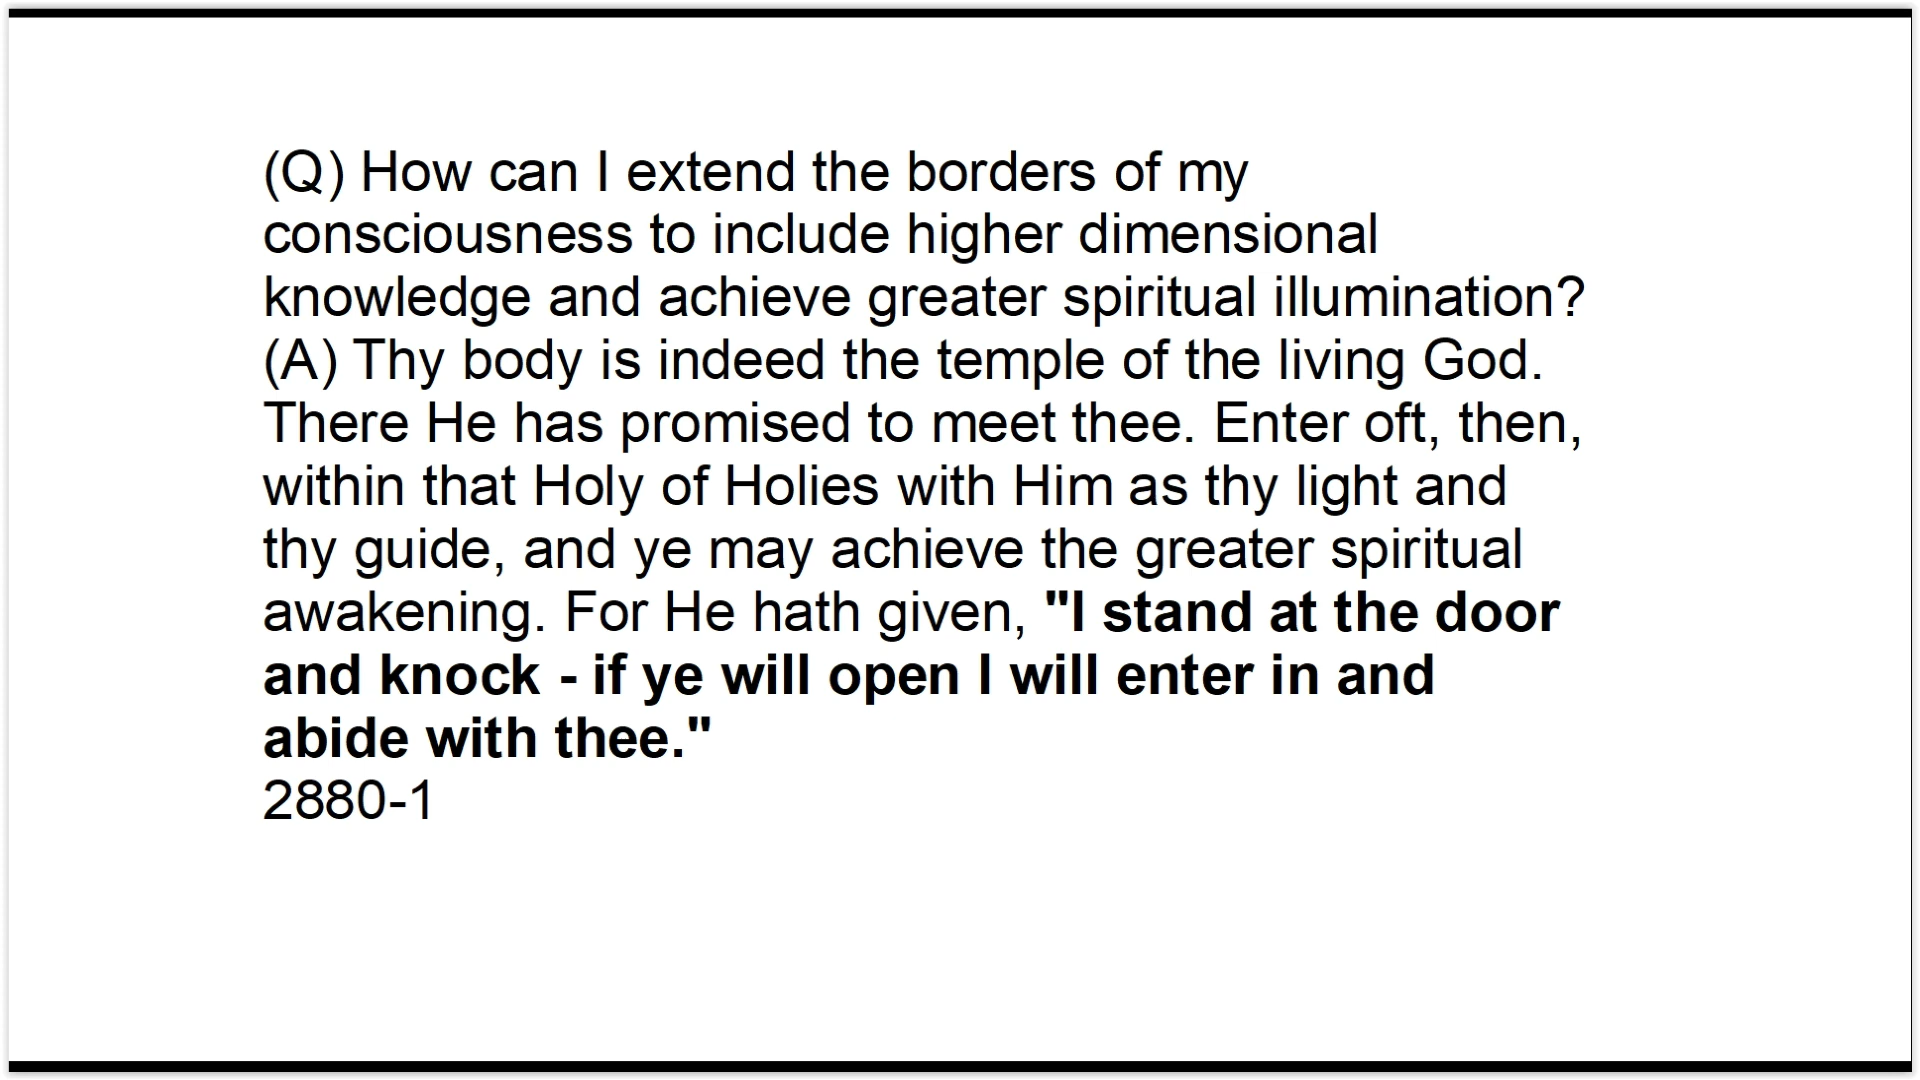 (Q) How can I extend the borders of my
consciousness to include higher dimensional
knowledge and achieve greater spiritual illumination?
(A) Thy body is indeed the temple of the living God.
There He has promised to meet thee. Enter oft, then,
within that Holy of Holies with Him as thy light and
thy guide, and ye may achieve the greater spiritual
awakening. For He hath given, "I stand at the door
and knock - if ye will open I will enter in and
abide with thee."
2880-1